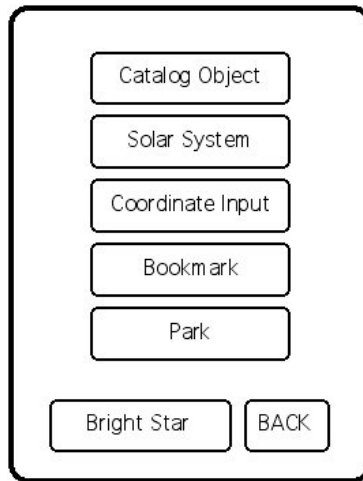 Catalog Object
Solar System
Coordinate Input
Bookmark
Park
Bright Star BACK